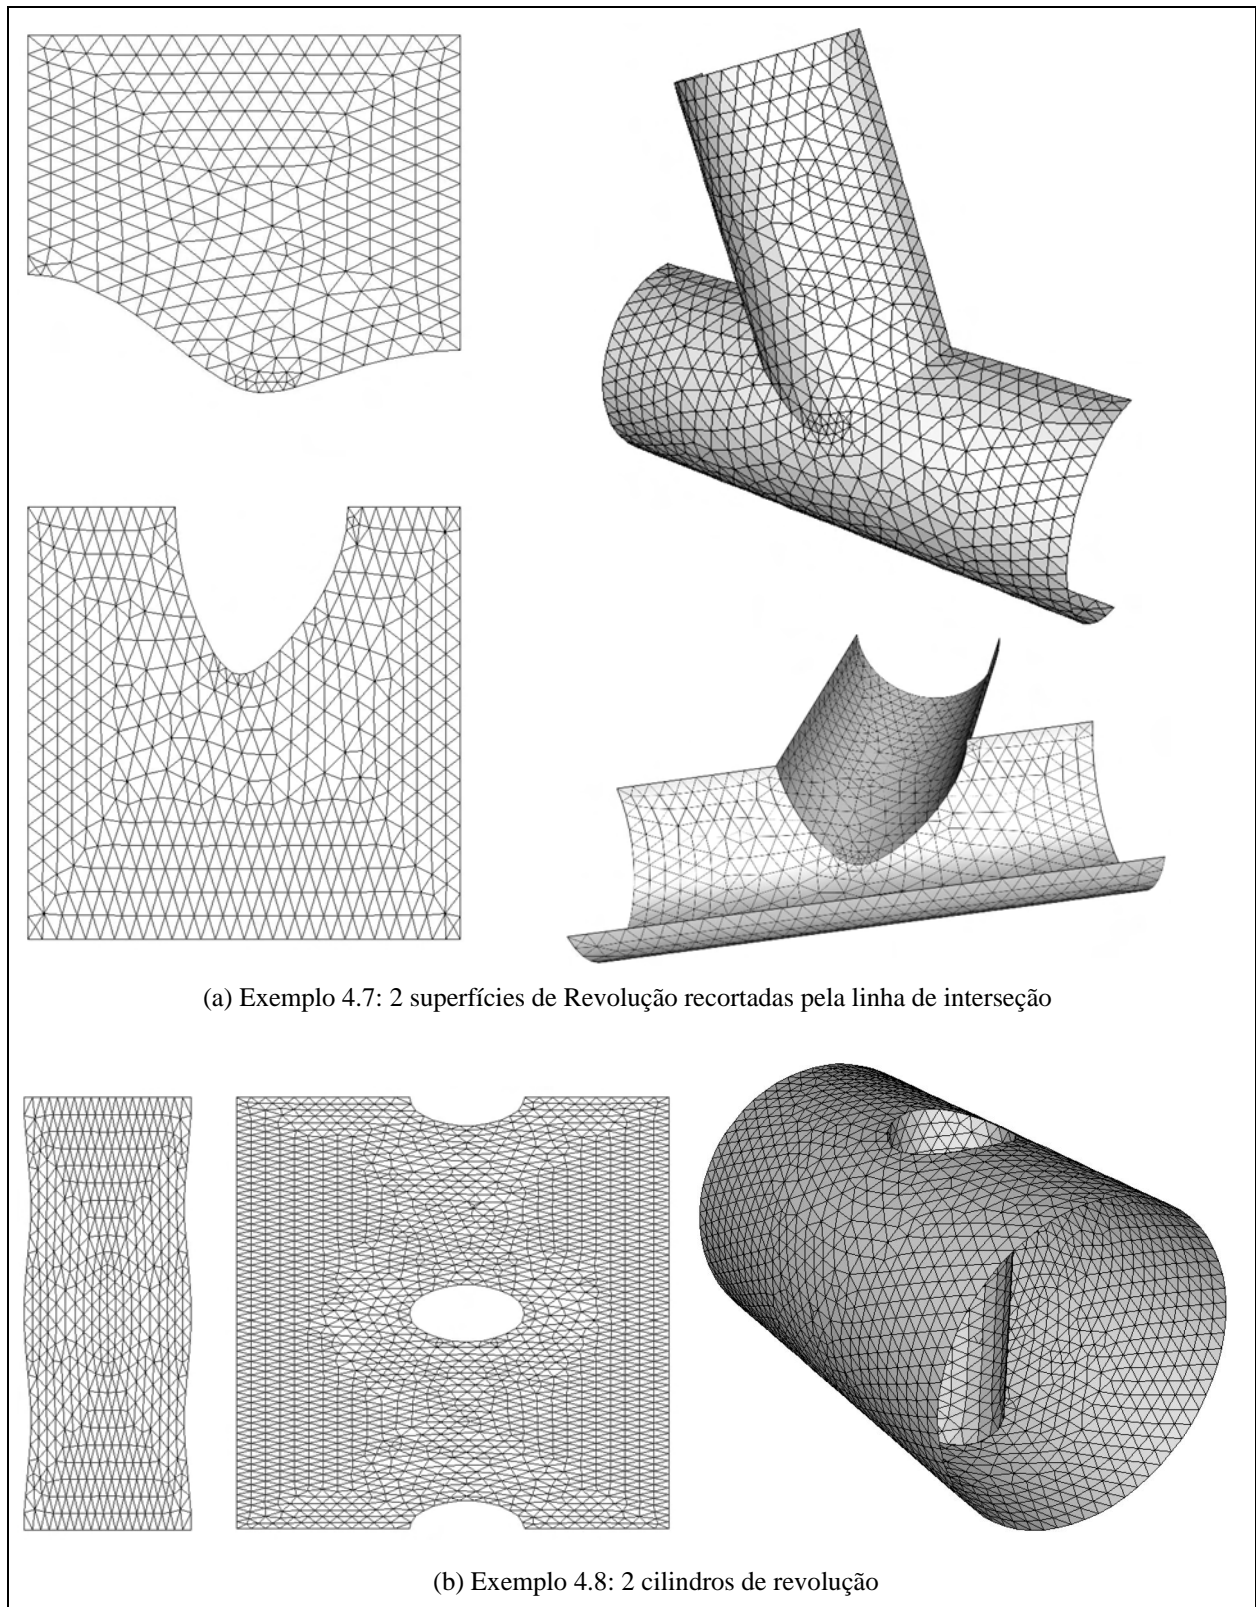 (a) Exemplo 4.7: 2 superfícies de Revolução recortadas pela linha de interseção
(b) Exemplo 4.8: 2 cilindros de revolução